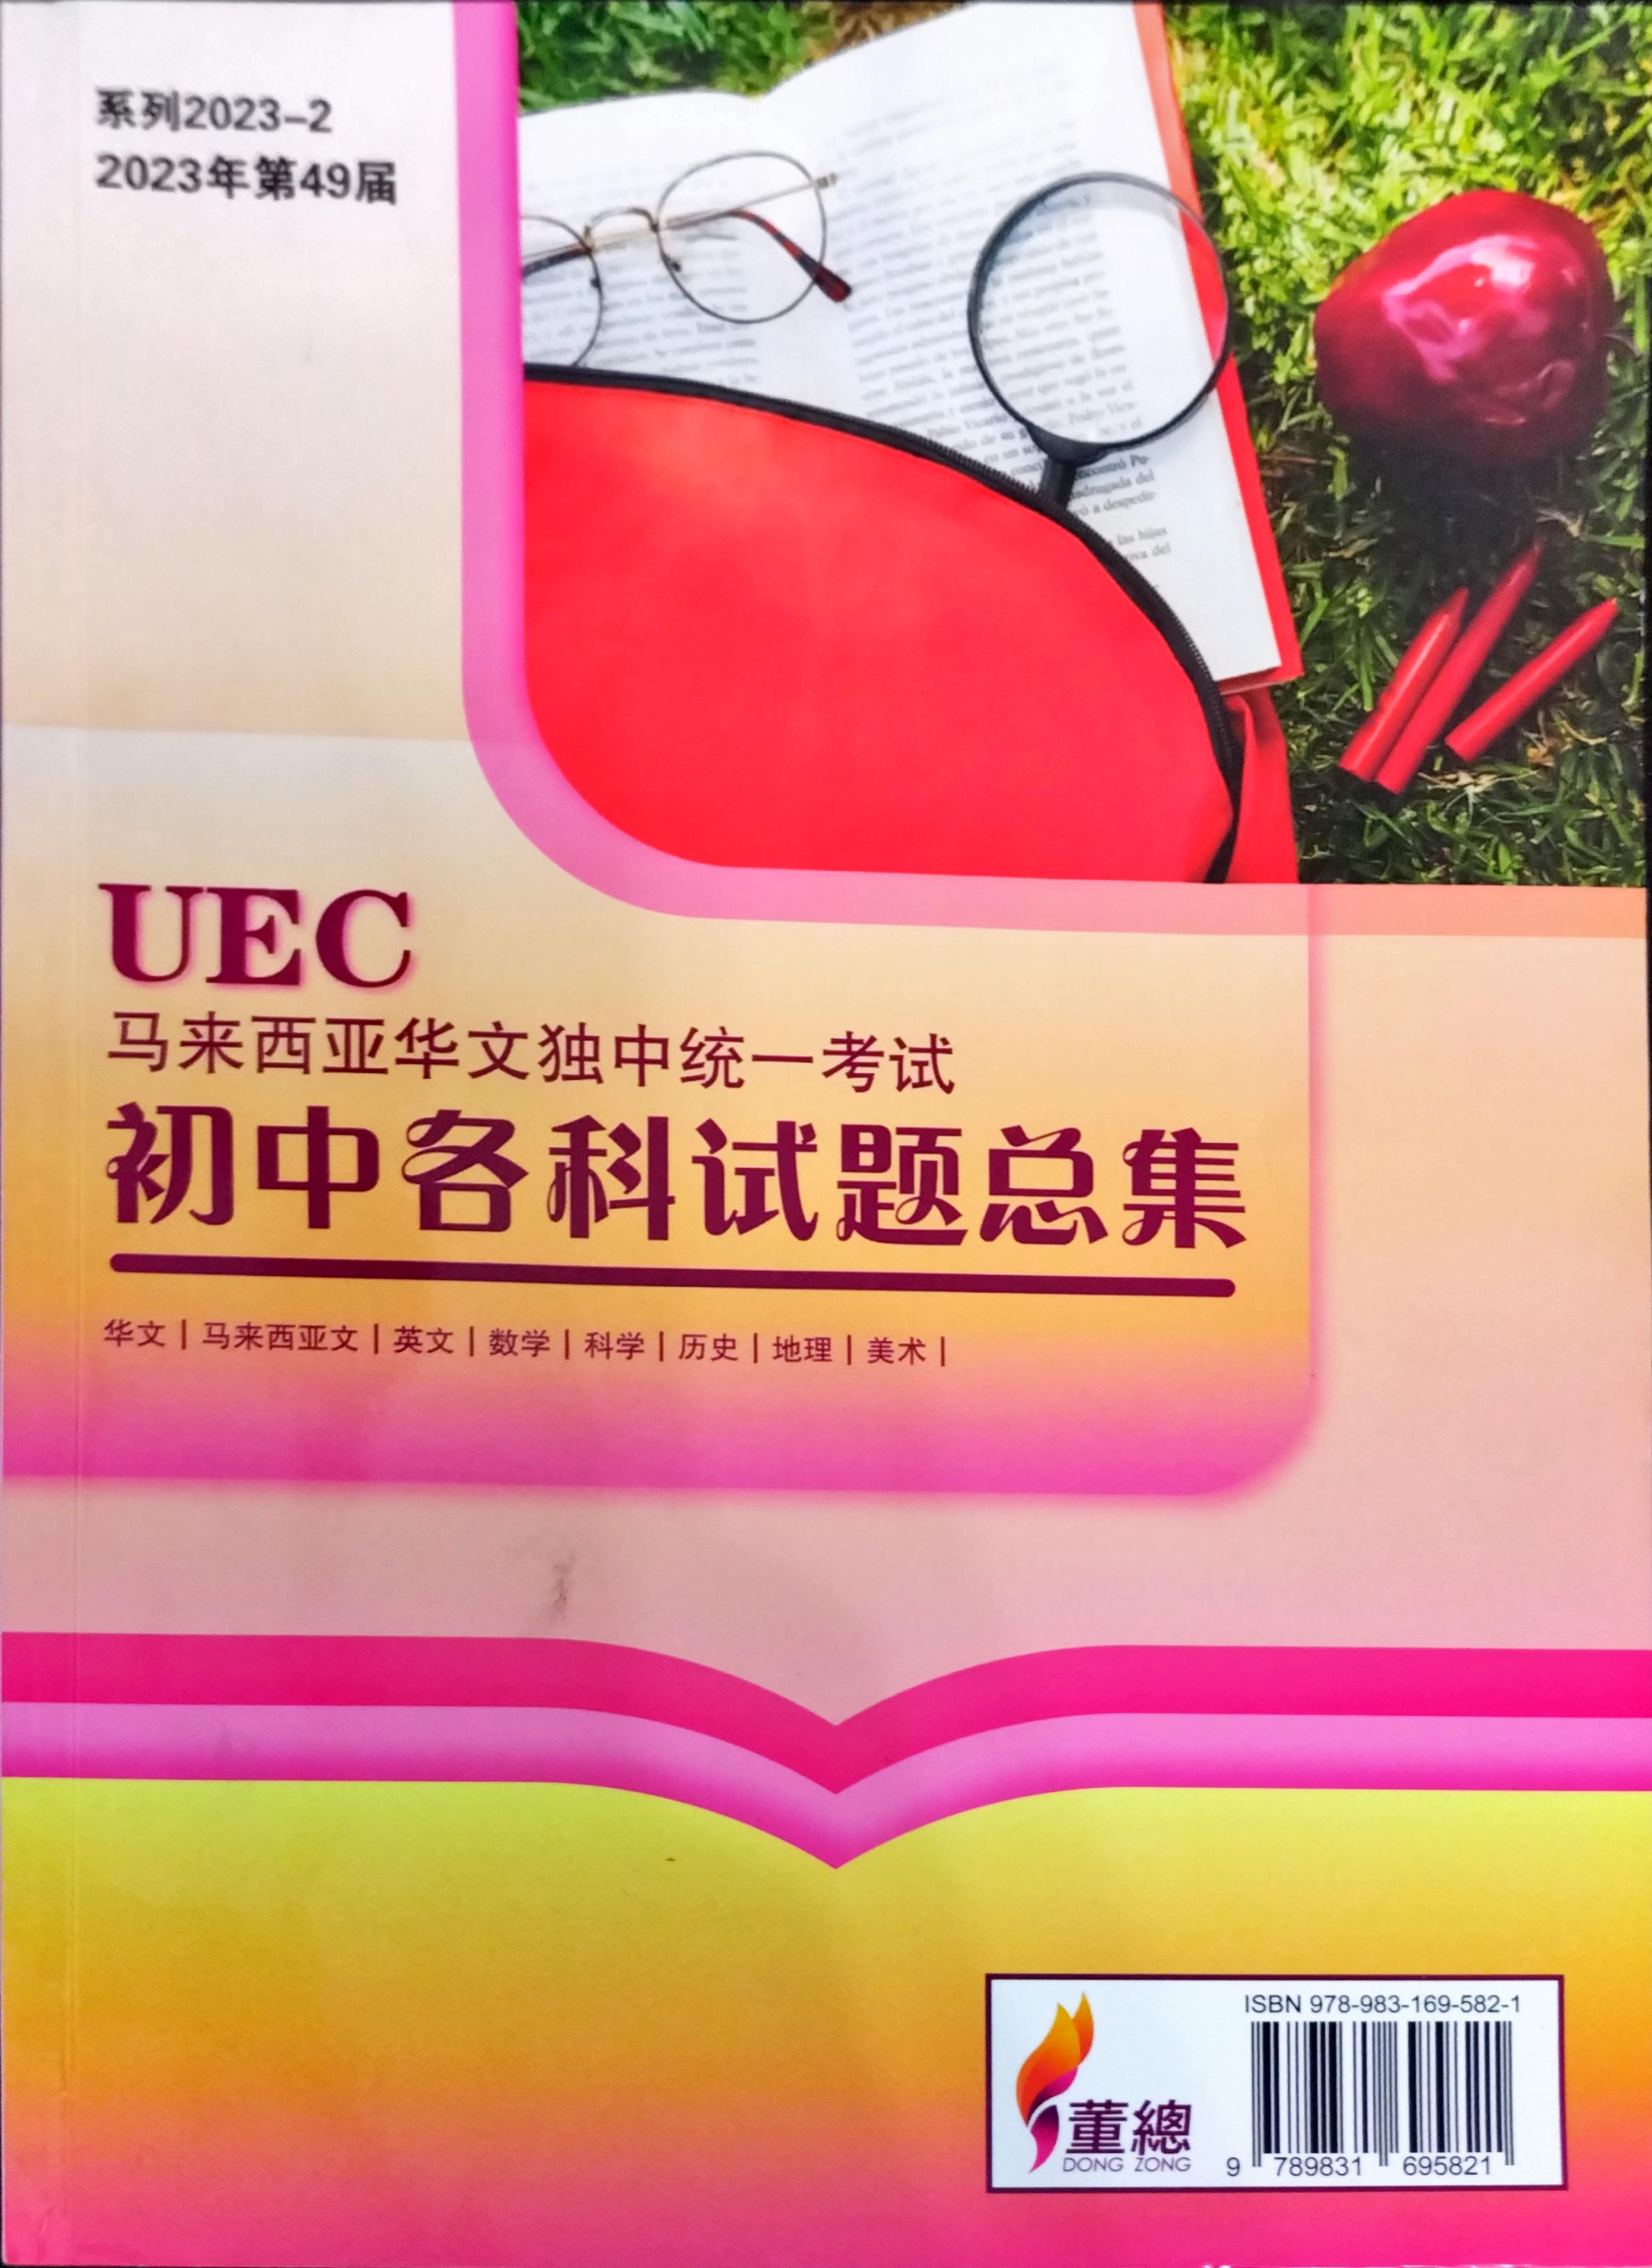 系列2023–2
2023年第49届
UEC
马来西亚华文独中统一考试
初中各科试题总集
华文 | 马来西亚文 | 英文 | 数学 | 科学 | 历史 | 地理 | 美术 |
ISBN 978-983-169-582-1
董總
DONG ZONG
9 789831 695821